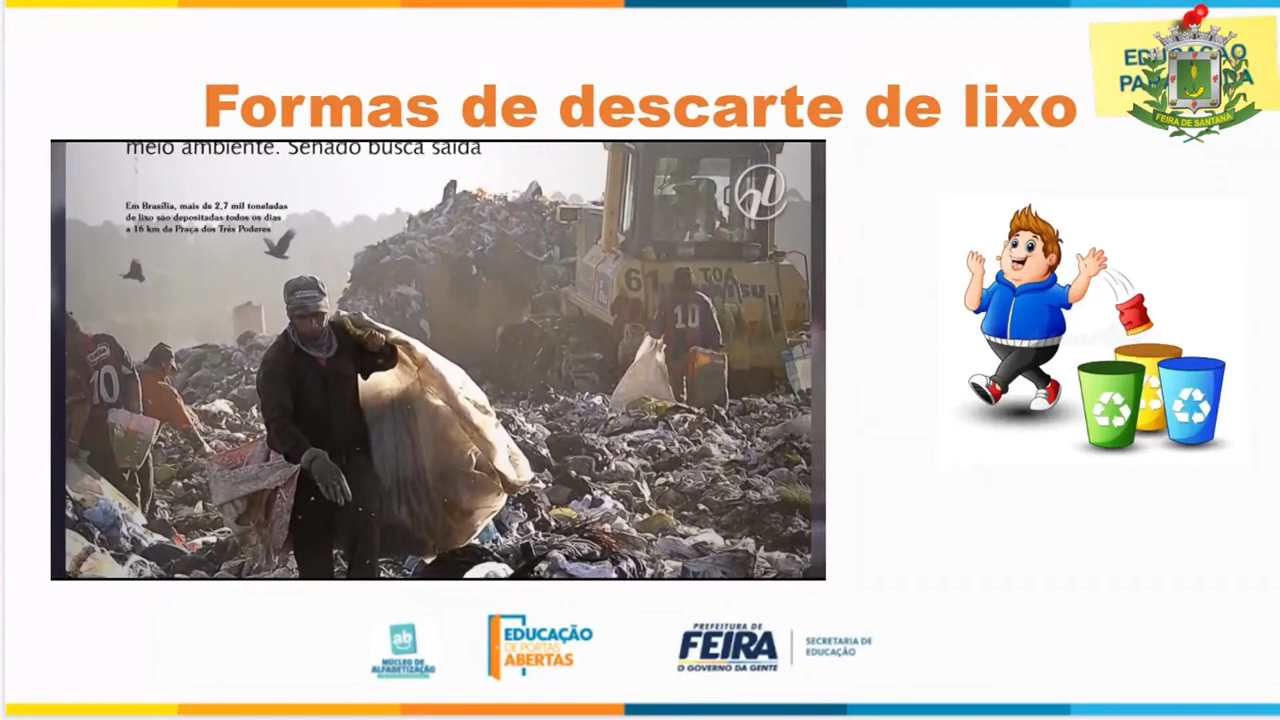 Formas de descarte de lixo
FEIRA DE SANTANA
meio ambiente. Senado busca saída
Em Brasília, mais de 2,7 mil toneladas
de lixo são depositadas todos os dias
a 16 km da Praça dos Três Poderes
61
10
10
ab
NÚCLEO DE
ALFABETIZAÇÃO
EDUCAÇÃO
DE PORTAS
ABERTAS
PREFEITURA DE
FEIRA
O GOVERNO DA GENTE
SECRETARIA DE
EDUCAÇÃO